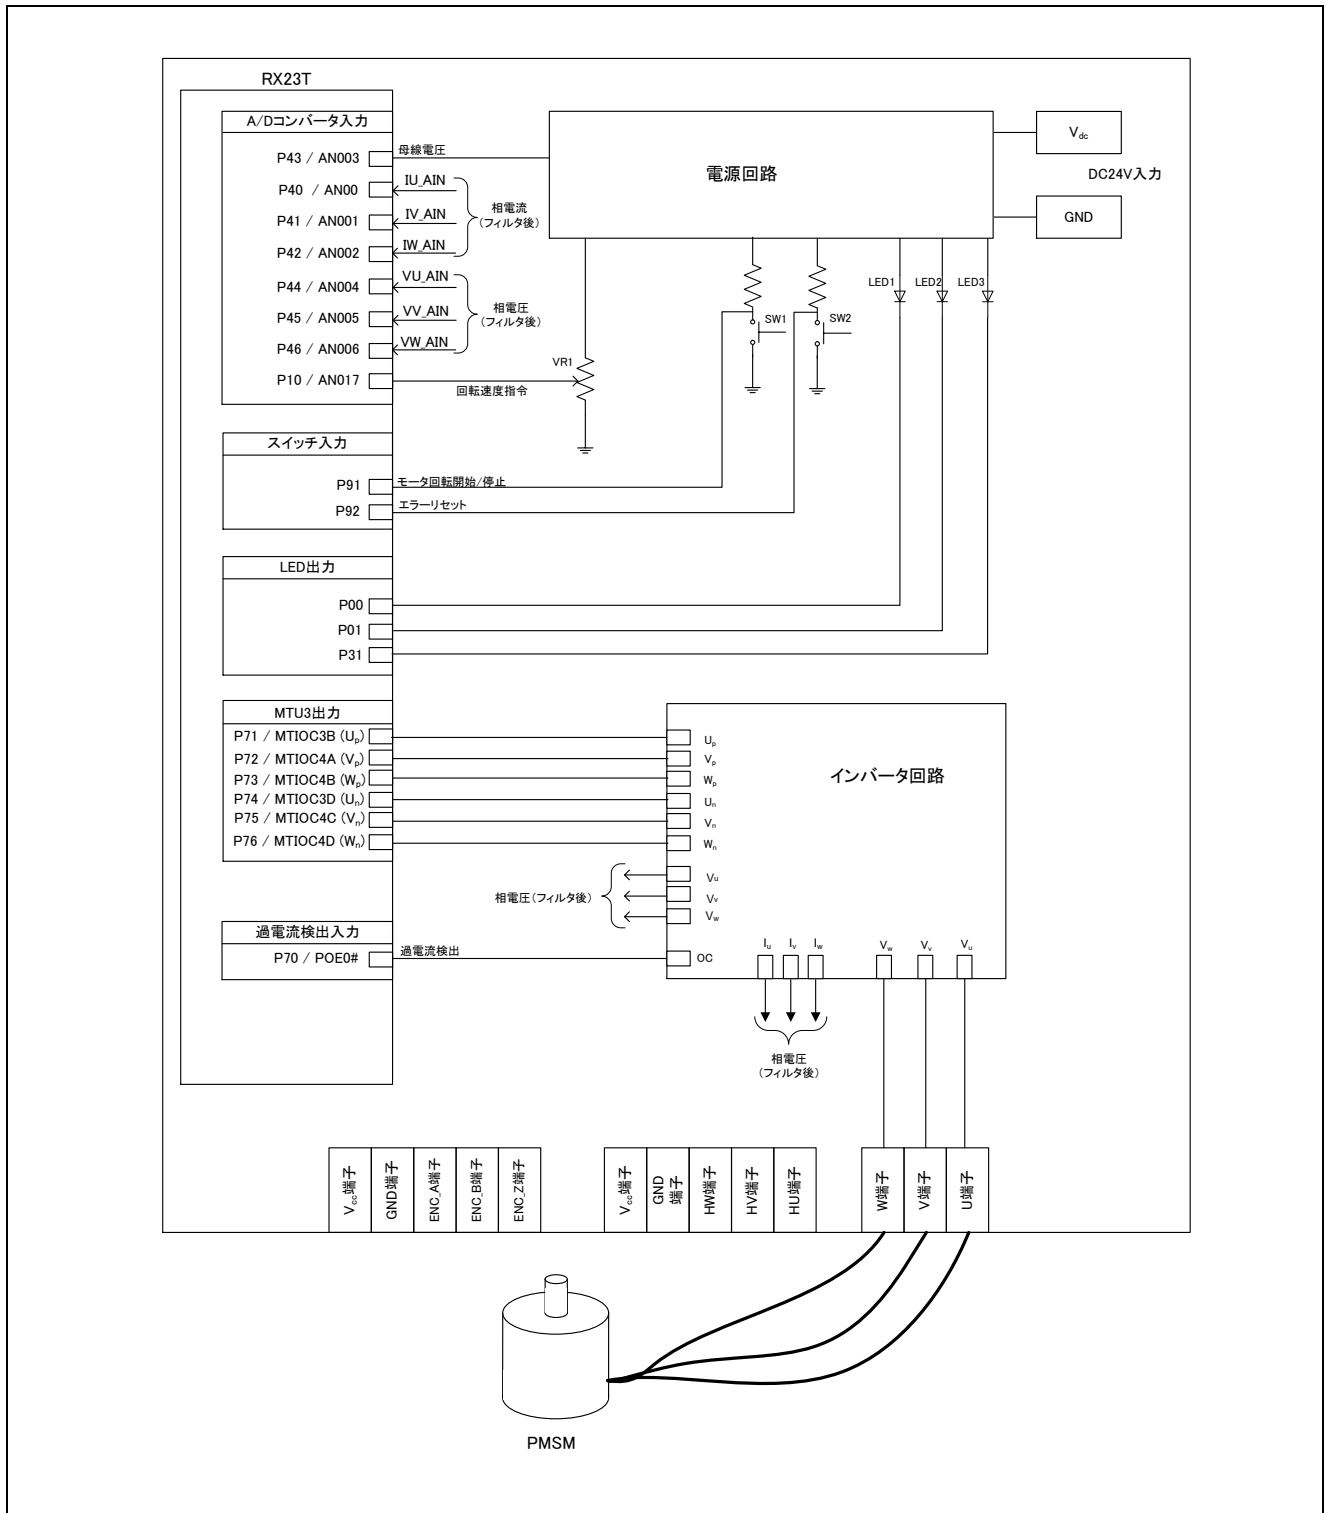 RX23T
A/Dコンバータ入力
P43 / AN003
P40 / AN00
P41 / AN001
P42 / AN002
P44 / AN004
P45 / AN005
P46 / AN006
P10 / AN017
母線電圧
IU_AIN
IV_AIN
IW_AIN
相電流
(フィルタ後)
VU_AIN
VV_AIN
VW_AIN
相電圧
(フィルタ後)
回転速度指令
VR1
電源回路
Vdc
DC24V入力
GND
SW1
SW2
LED1
LED2
LED3
スイッチ入力
P91
P92
モータ回転開始/停止
エラーリセット
LED出力
P00
P01
P31
MTU3出力
P71 / MTIOC3B (Up)
P72 / MTIOC4A (Vp)
P73 / MTIOC4B (Wp)
P74 / MTIOC3D (Un)
P75 / MTIOC4C (Vn)
P76 / MTIOC4D (Wn)
インバータ回路
Up
Vp
Wp
Un
Vn
Wn
Vu
Vv
Vw
相電圧(フィルタ後)
過電流検出入力
P70 / POE0#
過電流検出
OC
Iu
Iv
Iw
Vw
Vv
Vu
相電圧
(フィルタ後)
Vcc端子
GND端子
ENC_A端子
ENC_B端子
ENC_Z端子
Vcc端子
GND
端子
HW端子
HV端子
HU端子
W端子
V端子
U端子
PMSM